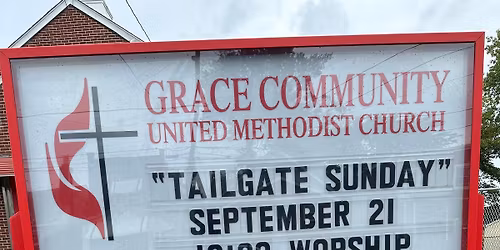 GRACE COMMUNITY
UNITED METHODIST CHURCH
"TAILGATE SUNDAY"
SEPTEMBER 21
WORSHIP